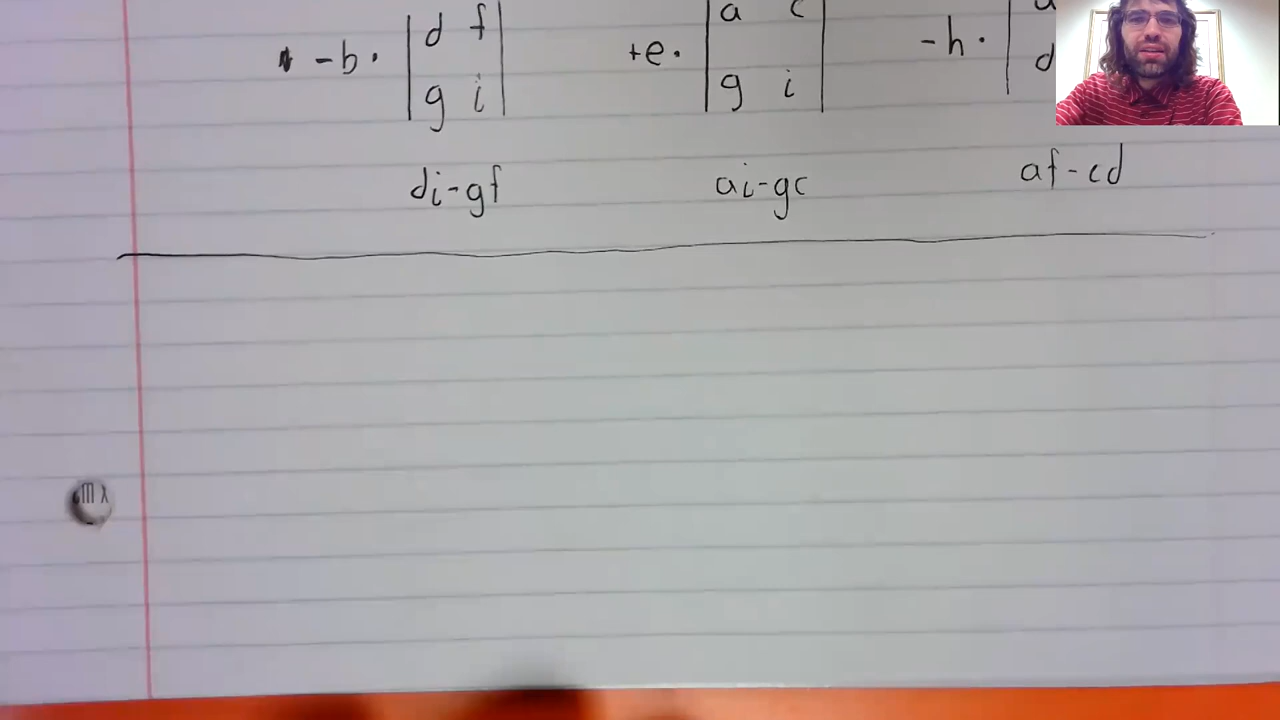 a c
-b · | d f | +e · -h ·
| g i | g i d
di-gf ai-gc af-cd